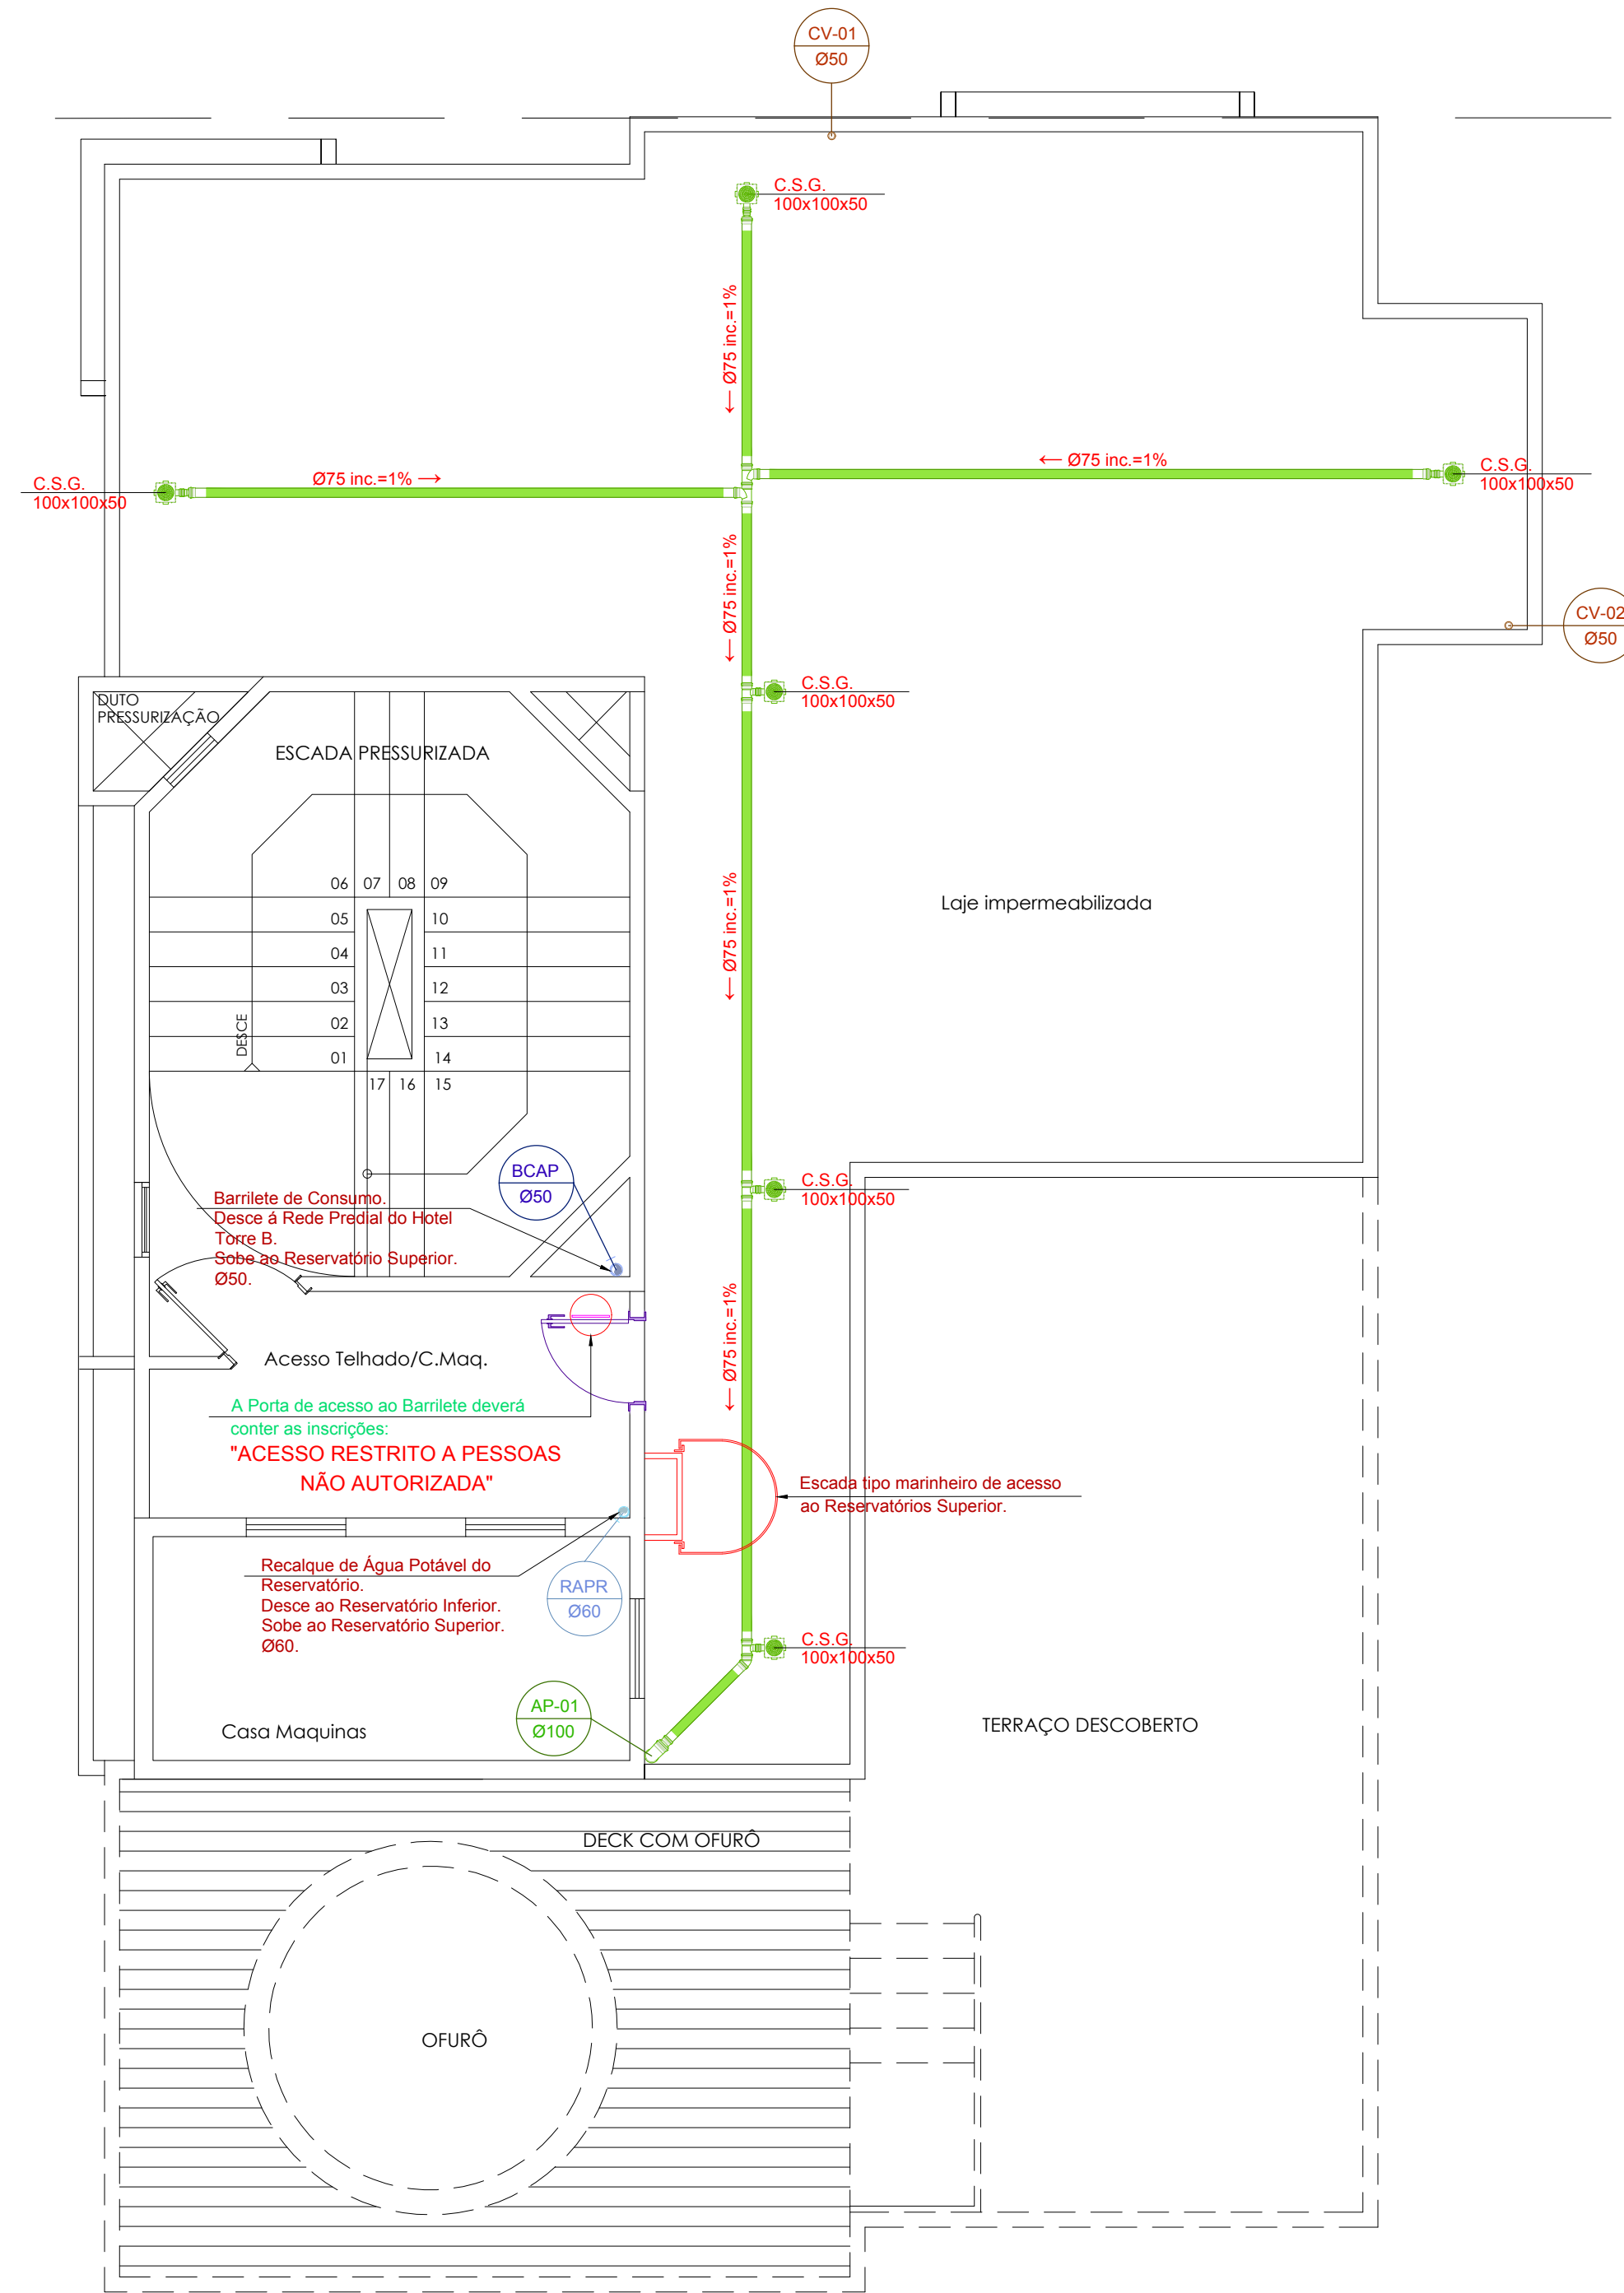 CV-01
Ø50
C.S.G.
100x100x50
← Ø75 inc.=1%
← Ø75 inc.=1%
Ø75 inc.=1% →
C.S.G.
100x100x50
C.S.G.
100x100x50
← Ø75 inc.=1%
CV-02
Ø50
C.S.G.
100x100x50
DUTO
PRESSURIZAÇÃO
ESCADA PRESSURIZADA
06 07 08 09
05 10
04 11
03 12
02 13
01 14
17 16 15
DESCE
← Ø75 inc.=1%
Laje impermeabilizada
BCAP
Ø50
Barrilete de Consumo.
Desce á Rede Predial do Hotel
Torre B.
Sobe ao Reservatório Superior.
Ø50.
C.S.G.
100x100x50
← Ø75 inc.=1%
Acesso Telhado/C.Maq.
A Porta de acesso ao Barrilete deverá
conter as inscrições:
"ACESSO RESTRITO A PESSOAS
NÃO AUTORIZADA"
Escada tipo marinheiro de acesso
ao Reservatórios Superior.
Recalque de Água Potável do
Reservatório.
Desce ao Reservatório Inferior.
Sobe ao Reservatório Superior.
Ø60.
RAPR
Ø60
C.S.G.
100x100x50
AP-01
Ø100
Casa Maquinas
TERRAÇO DESCOBERTO
DECK COM OFURÔ
OFURÔ